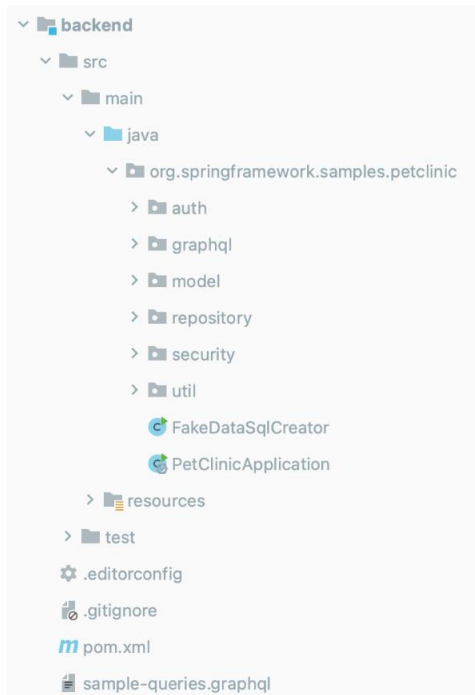 backend
src
main
java
org.springframework.samples.petclinic
auth
graphql
model
repository
security
util
FakeDataSqlCreator
PetClinicApplication
resources
test
.editorconfig
.gitignore
pom.xml
sample-queries.graphql